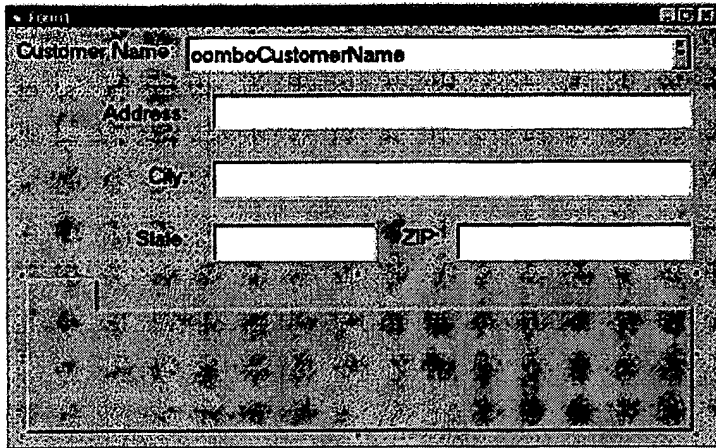 Form1
Customer Name:
comboCustomerName
Address:
City:
State:
ZIP: